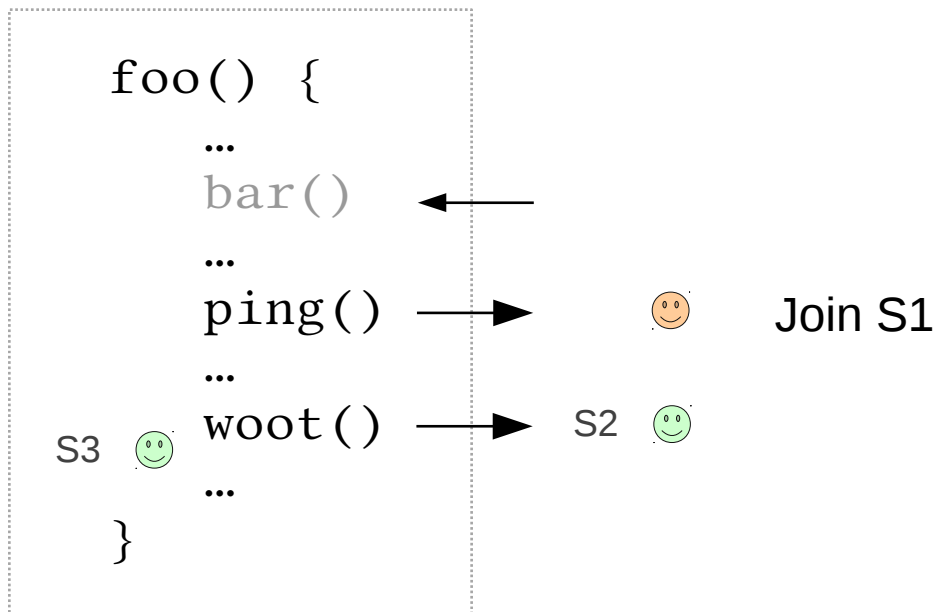 foo() {
…
bar()
…
ping()
Join S1
…
woot()
S2
S3
…
}